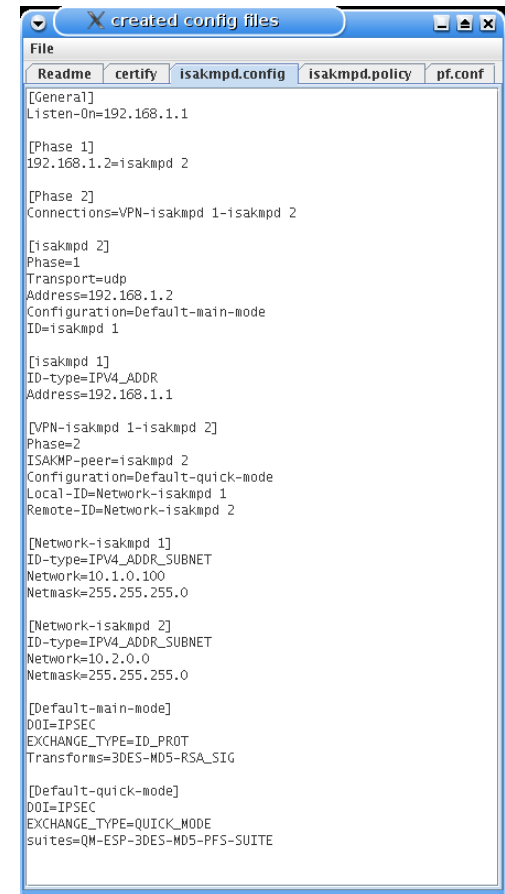 created config files
File
Readme certify isakmpd.config isakmpd.policy pf.conf
[General]
Listen-On=192.168.1.1

[Phase 1]
192.168.1.2=isakmpd 2

[Phase 2]
Connections=VPN-isakmpd 1-isakmpd 2

[isakmpd 2]
Phase=1
Transport=udp
Address=192.168.1.2
Configuration=Default-main-mode
ID=isakmpd 1

[isakmpd 1]
ID-type=IPV4_ADDR
Address=192.168.1.1

[VPN-isakmpd 1-isakmpd 2]
Phase=2
ISAKMP-peer=isakmpd 2
Configuration=Default-quick-mode
Local-ID=Network-isakmpd 1
Remote-ID=Network-isakmpd 2

[Network-isakmpd 1]
ID-type=IPV4_ADDR_SUBNET
Network=10.1.0.100
Netmask=255.255.255.0

[Network-isakmpd 2]
ID-type=IPV4_ADDR_SUBNET
Network=10.2.0.0
Netmask=255.255.255.0

[Default-main-mode]
DOI=IPSEC
EXCHANGE_TYPE=ID_PROT
Transforms=3DES-MD5-RSA_SIG

[Default-quick-mode]
DOI=IPSEC
EXCHANGE_TYPE=QUICK_MODE
suites=QM-ESP-3DES-MD5-PFS-SUITE